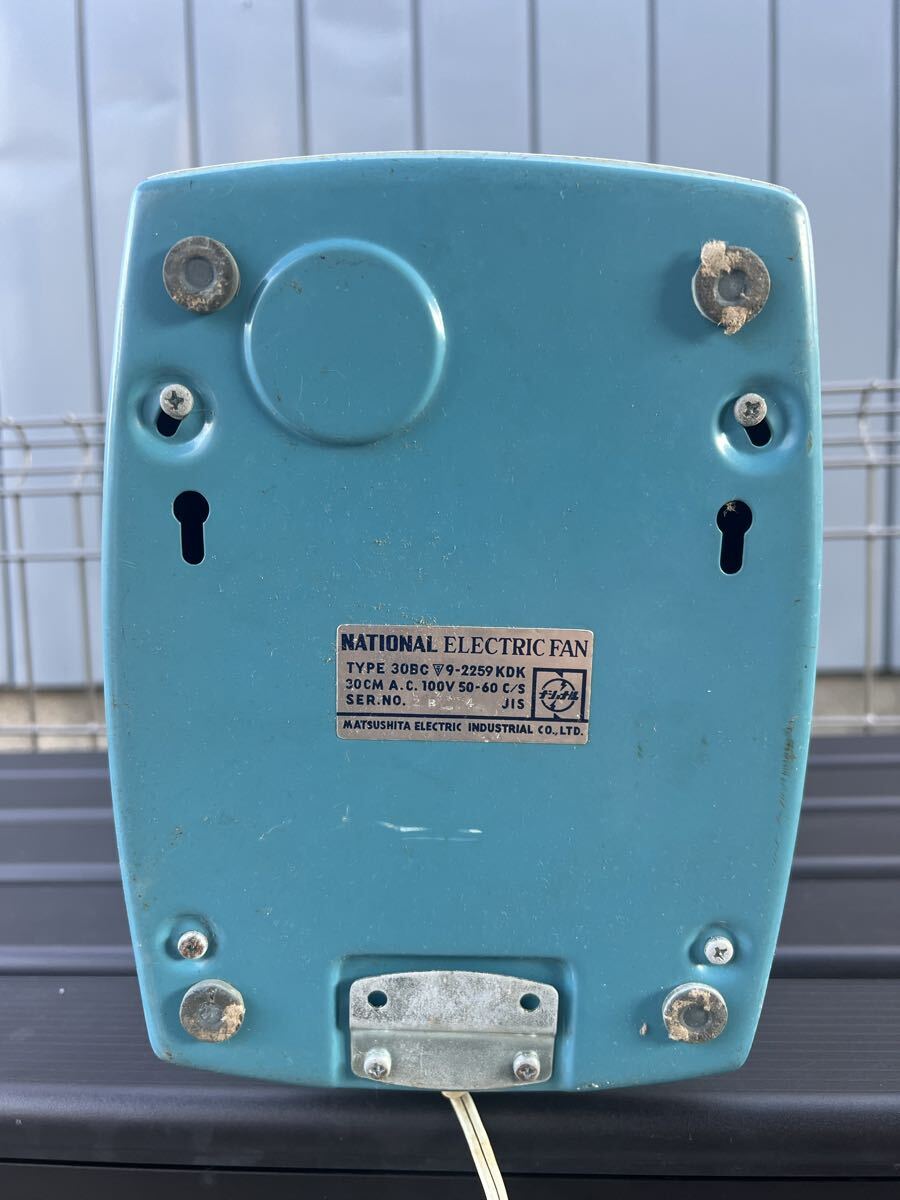 NATIONAL ELECTRIC FAN
TYPE 30BC 〒9-2259 KDK
30CM A.C. 100V 50-60 C/S
SER.NO. JIS
ナショナル
MATSUSHITA ELECTRIC INDUSTRIAL CO., LTD.